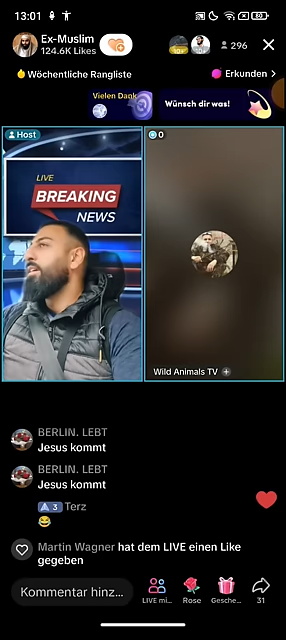 13:01
60
Ex-Muslim
124.6K Likes
296
Wöchentliche Rangliste
Erkunden >
Vielen Dank
Wünsch dir was!
Host
0
LIVE
BREAKING
NEWS
Wild Animals TV +
BERLIN. LEBT
Jesus kommt
BERLIN. LEBT
Jesus kommt
3 Terz
😂
Martin Wagner hat dem LIVE einen Like
gegeben
Kommentar hinz...
LIVE mi...
Rose
Gesche...
31